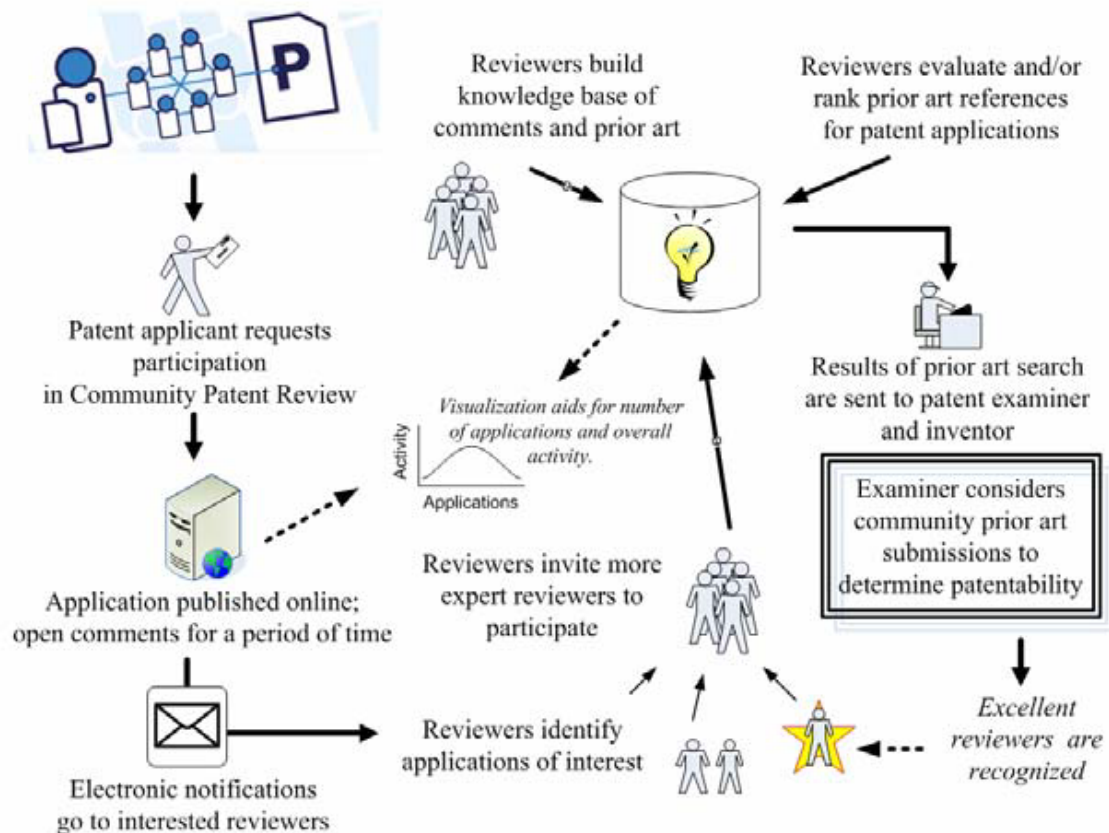 P
Patent applicant requests
participation
in Community Patent Review
Application published online;
open comments for a period of time
Electronic notifications
go to interested reviewers
Reviewers build
knowledge base of
comments and prior art
Reviewers evaluate and/or
rank prior art references
for patent applications
Visualization aids for number
of applications and overall
activity.
Activity
Applications
Reviewers invite more
expert reviewers to
participate
Reviewers identify
applications of interest
Results of prior art search
are sent to patent examiner
and inventor
Examiner considers
community prior art
submissions to
determine patentability
Excellent
reviewers are
recognized